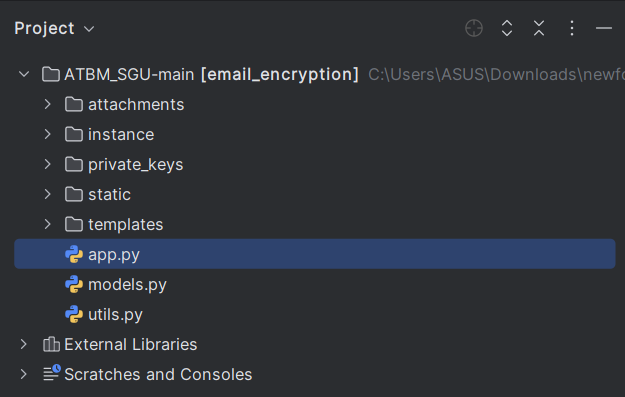 Project
ATBM_SGU-main [email_encryption] C:\Users\ASUS\Downloads\newfo
attachments
instance
private_keys
static
templates
app.py
models.py
utils.py
External Libraries
Scratches and Consoles